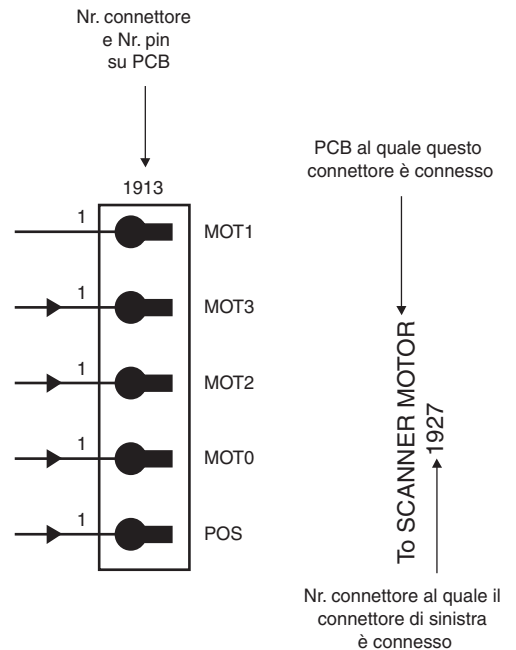 Nr. connettore
e Nr. pin
su PCB
PCB al quale questo
connettore è connesso
1913
1
MOT1
1
MOT3
1
MOT2
1
MOT0
1
POS
To SCANNER MOTOR
1927
Nr. connettore al quale il
connettore di sinistra
è connesso